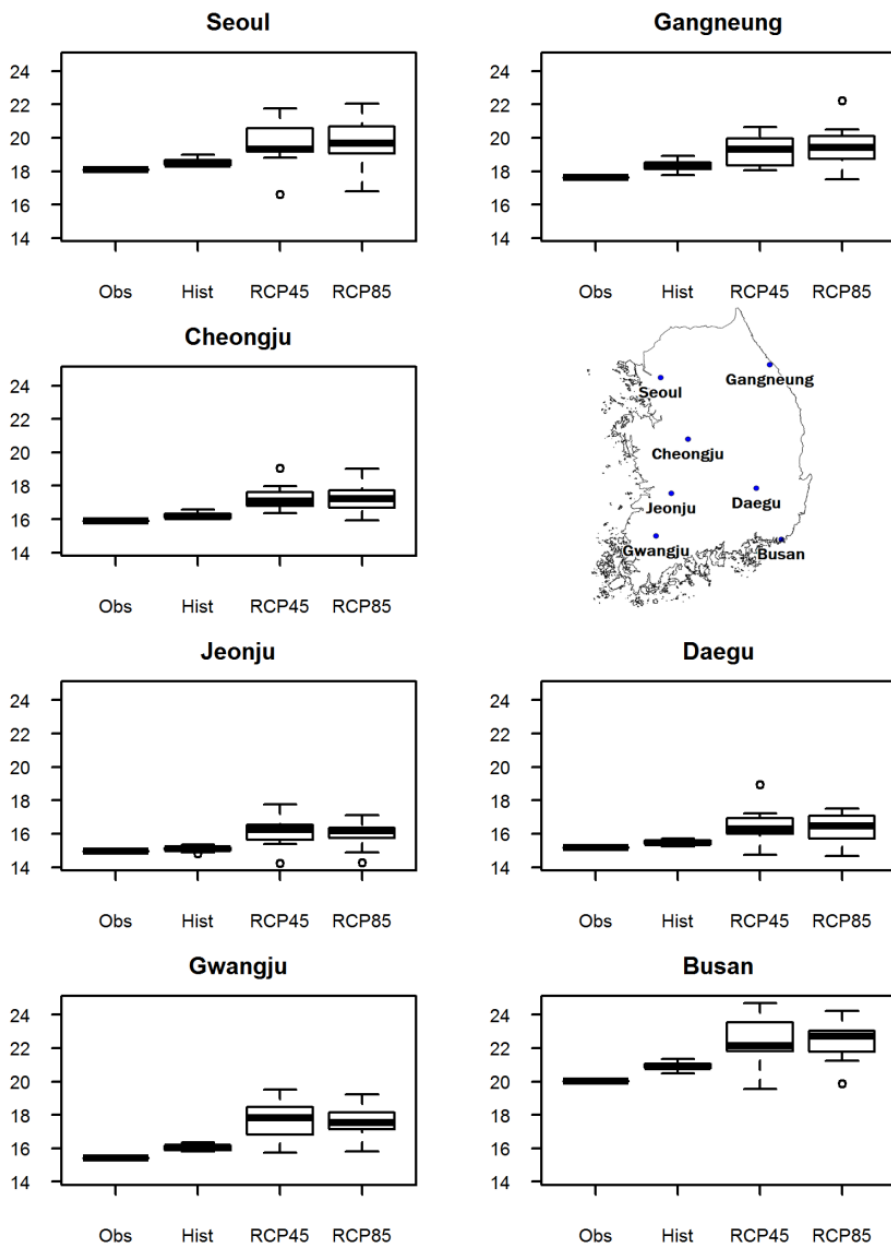 Seoul
24
22
20
18
16
14
Obs Hist RCP45 RCP85
Gangneung
24
22
20
18
16
14
Obs Hist RCP45 RCP85
Cheongju
24
22
20
18
16
14
Obs Hist RCP45 RCP85
Gangneung
Seoul
Cheongju
Daegu
Jeonju
Gwangju
Busan
Jeonju
24
22
20
18
16
14
Obs Hist RCP45 RCP85
Daegu
24
22
20
18
16
14
Obs Hist RCP45 RCP85
Gwangju
24
22
20
18
16
14
Obs Hist RCP45 RCP85
Busan
24
22
20
18
16
14
Obs Hist RCP45 RCP85